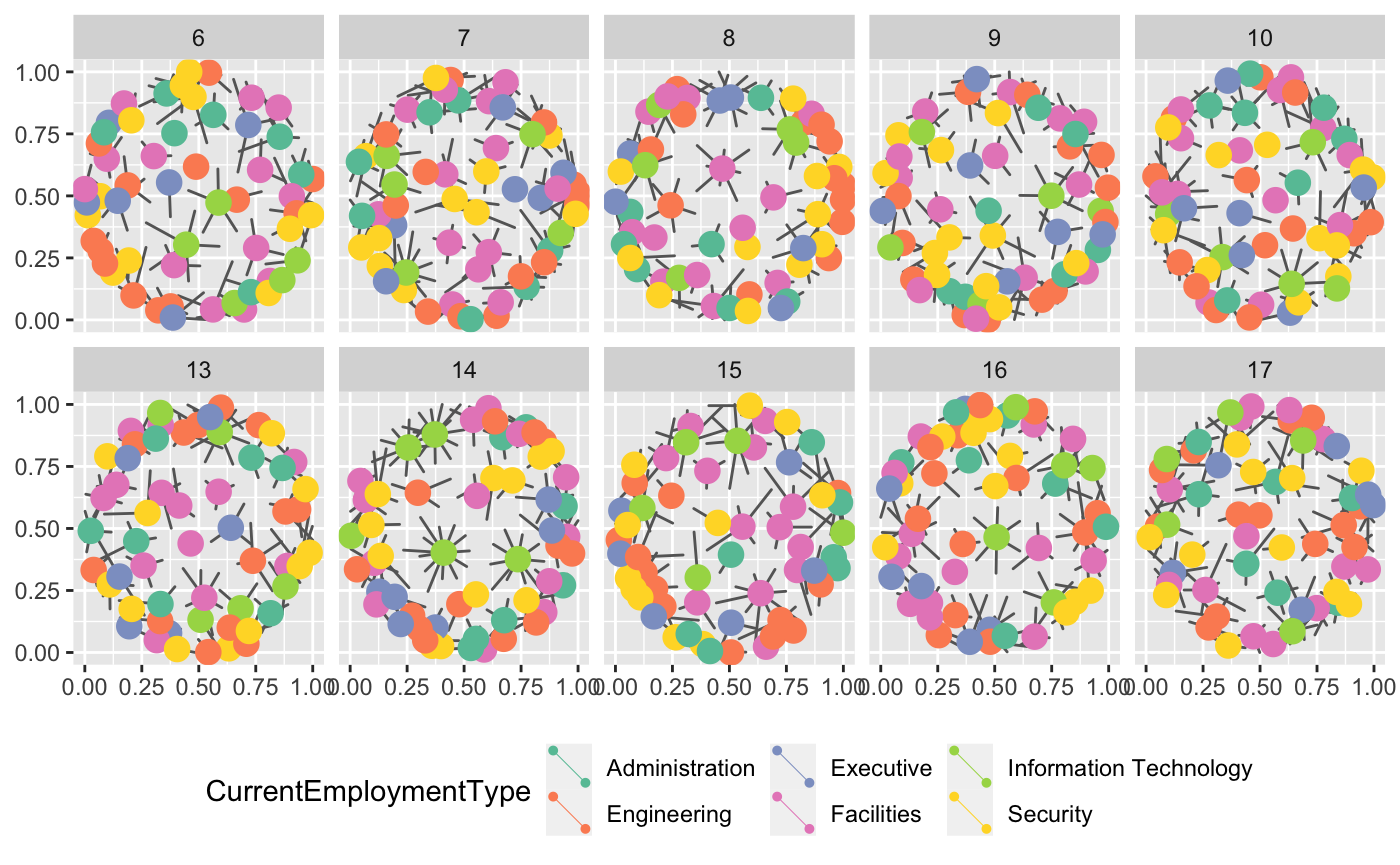 6 7 8 9 10
1.00
0.75
0.50
0.25
0.00
13 14 15 16 17
1.00
0.75
0.50
0.25
0.00
0.00 0.25 0.50 0.75 1.00 0.00 0.25 0.50 0.75 1.00 0.00 0.25 0.50 0.75 1.00 0.00 0.25 0.50 0.75 1.00 0.00 0.25 0.50 0.75 1.00
Administration Executive Information Technology
CurrentEmploymentType
Engineering Facilities Security